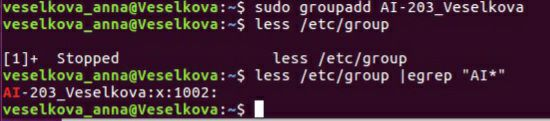 veselkova_anna@Veselkova:~$ sudo groupadd AI-203_Veselkova
veselkova_anna@Veselkova:~$ less /etc/group
[1]+  Stopped                 less /etc/group
veselkova_anna@Veselkova:~$ less /etc/group |egrep "AI*"
AI-203_Veselkova:x:1002:
veselkova_anna@Veselkova:~$